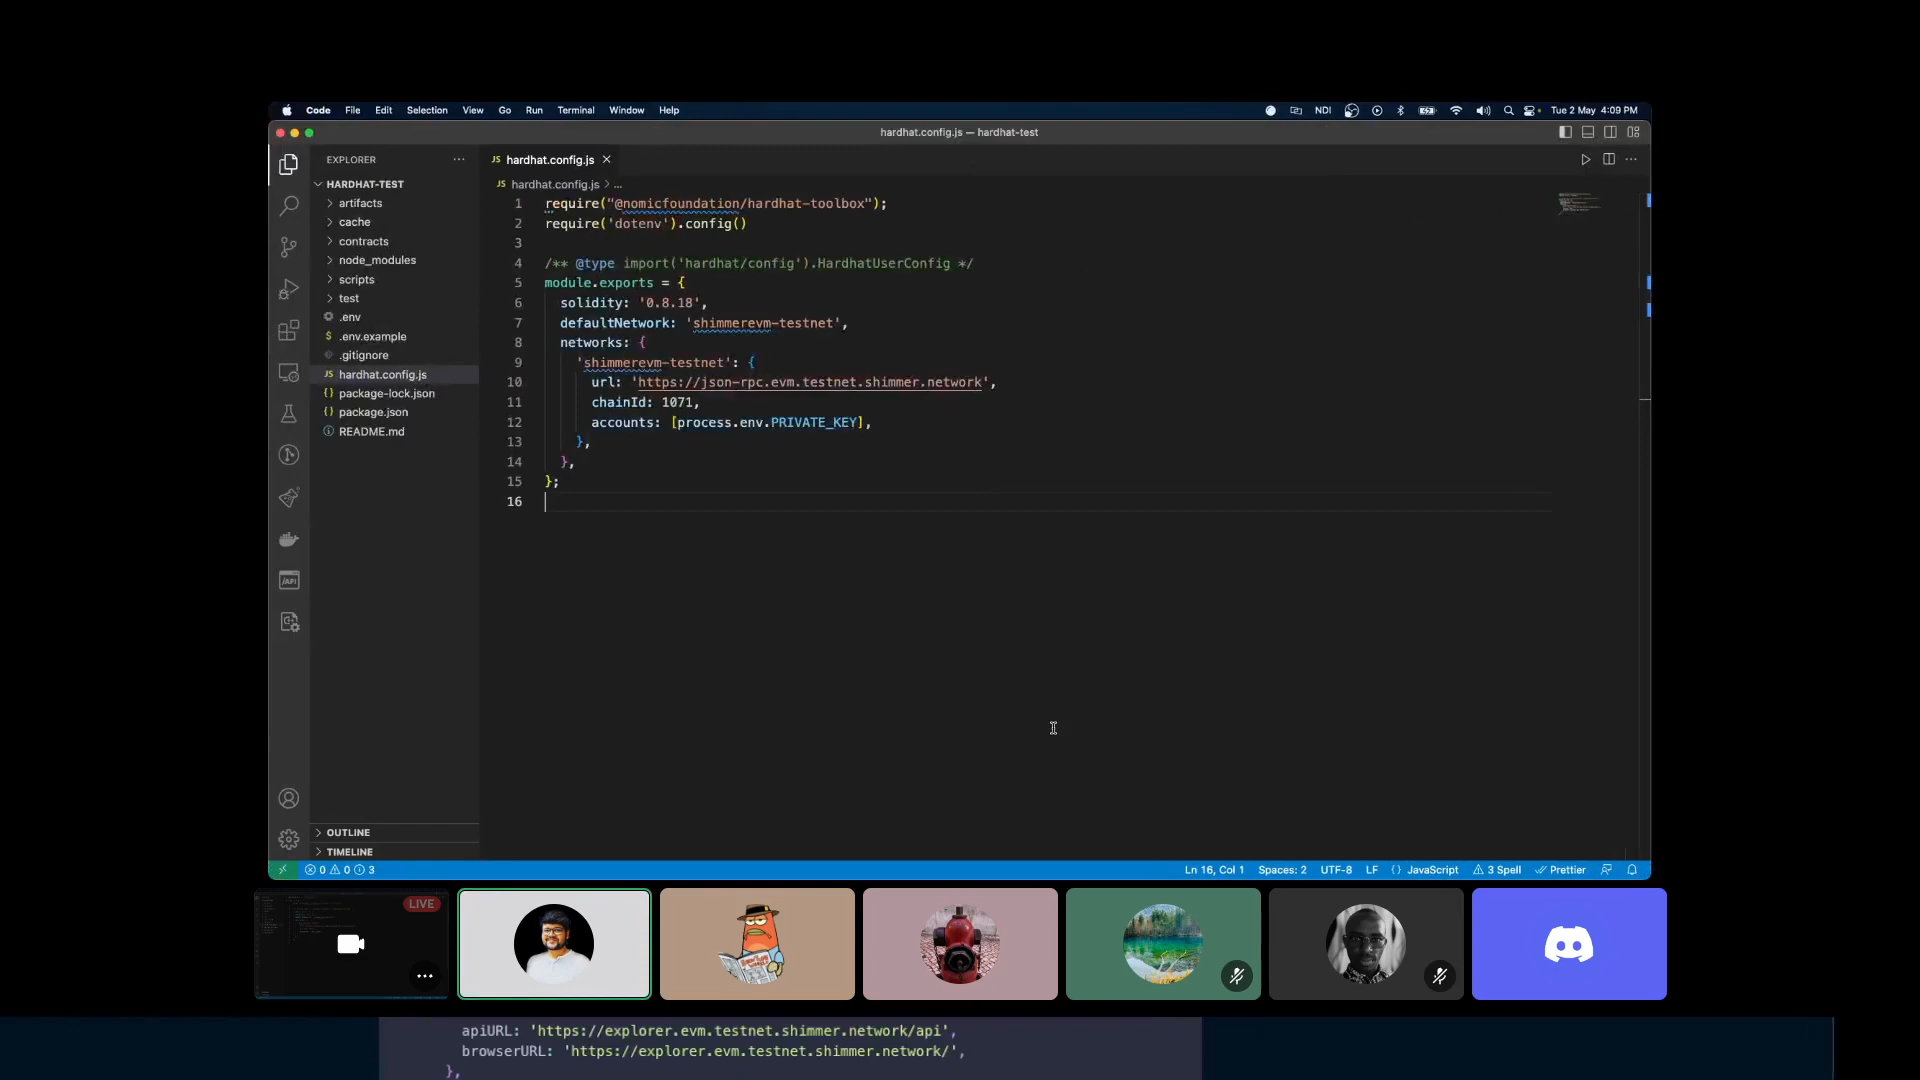 Code File Edit Selection View Go Run Terminal Window Help NDI Tue 2 May 4:09 PM
hardhat.config.js — hardhat-test
EXPLORER
HARDHAT-TEST
artifacts
cache
contracts
node_modules
scripts
test
.env
$ .env.example
.gitignore
JS hardhat.config.js
{} package-lock.json
{} package.json
README.md
OUTLINE
TIMELINE
JS hardhat.config.js
JS hardhat.config.js > ...
1 require("@nomicfoundation/hardhat-toolbox");
2 require('dotenv').config()
3
4 /** @type import('hardhat/config').HardhatUserConfig */
5 module.exports = {
6 solidity: '0.8.18',
7 defaultNetwork: 'shimmerevm-testnet',
8 networks: {
9 'shimmerevm-testnet': {
10 url: 'https://json-rpc.evm.testnet.shimmer.network',
11 chainId: 1071,
12 accounts: [process.env.PRIVATE_KEY],
13 },
14 },
15 };
16
0 0 3 Ln 16, Col 1 Spaces: 2 UTF-8 LF {} JavaScript 3 Spell Prettier
LIVE
apiURL: 'https://explorer.evm.testnet.shimmer.network/api',
browserURL: 'https://explorer.evm.testnet.shimmer.network/',
},